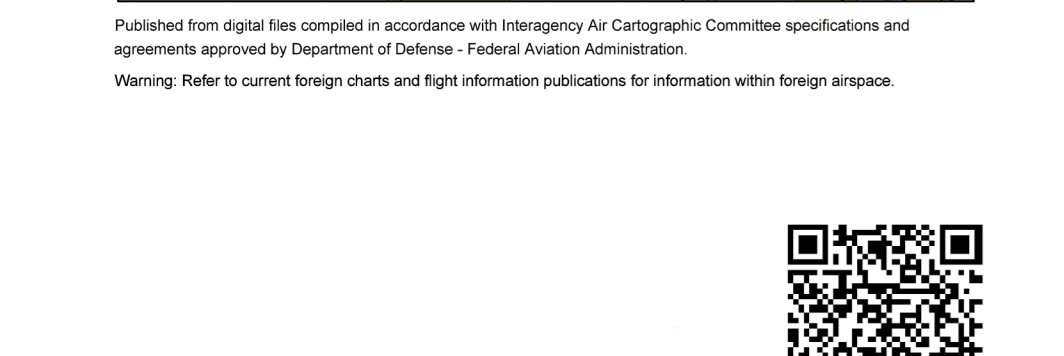 Published from digital files compiled in accordance with Interagency Air Cartographic Committee specifications and
agreements approved by Department of Defense - Federal Aviation Administration.
Warning: Refer to current foreign charts and flight information publications for information within foreign airspace.